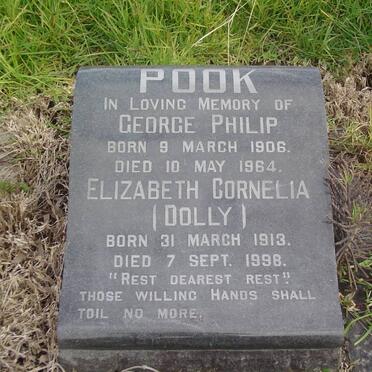 POOK
IN LOVING MEMORY OF
GEORGE PHILIP
BORN 9 MARCH 1906.
DIED 10 MAY 1964.
ELIZABETH CORNELIA
(DOLLY)
BORN 31 MARCH 1913.
DIED 7 SEPT. 1998.
"REST DEAREST REST".
THOSE WILLING HANDS SHALL
TOIL NO MORE.